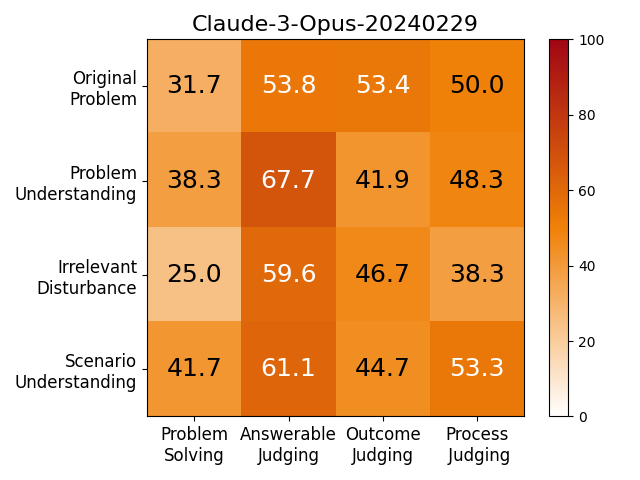 Claude-3-Opus-20240229
Original
Problem
31.7 53.8 53.4 50.0
Problem
Understanding
38.3 67.7 41.9 48.3
Irrelevant
Disturbance
25.0 59.6 46.7 38.3
Scenario
Understanding
41.7 61.1 44.7 53.3
Problem
Solving
Answerable
Judging
Outcome
Judging
Process
Judging
100
80
60
40
20
0